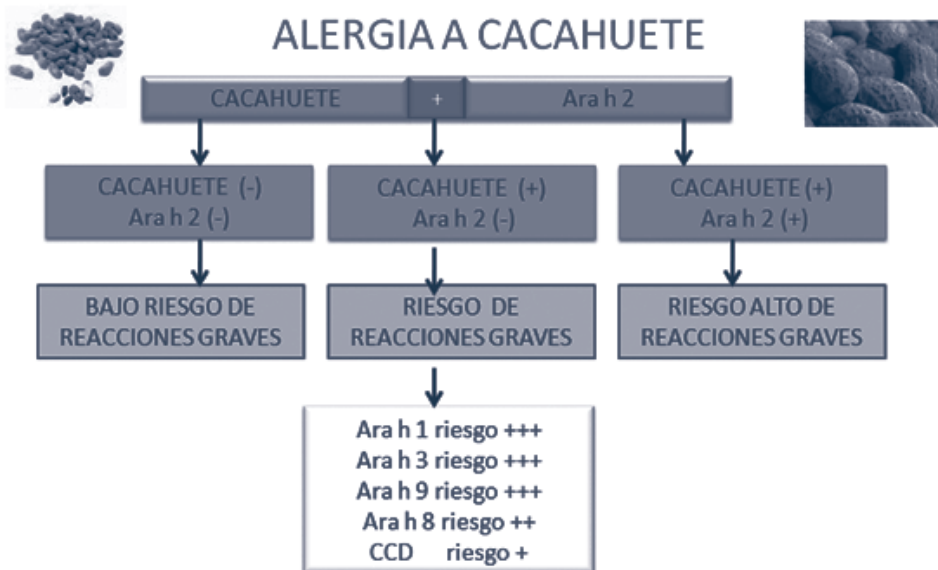 ALERGIA A CACAHUETE
CACAHUETE + Ara h 2
CACAHUETE (-)
Ara h 2 (-)
CACAHUETE (+)
Ara h 2 (-)
CACAHUETE (+)
Ara h 2 (+)
BAJO RIESGO DE
REACCIONES GRAVES
RIESGO DE
REACCIONES GRAVES
RIESGO ALTO DE
REACCIONES GRAVES
Ara h 1 riesgo +++
Ara h 3 riesgo +++
Ara h 9 riesgo +++
Ara h 8 riesgo ++
CCD riesgo +